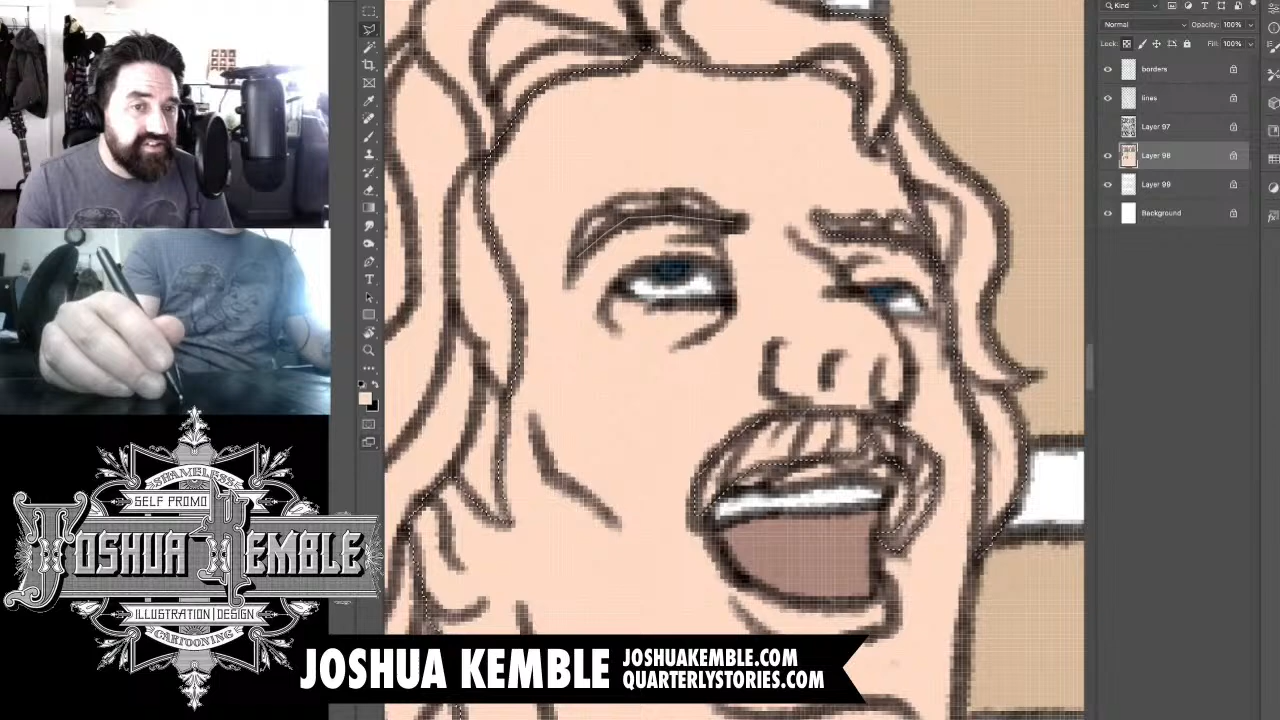 Kind
Normal
Opacity: 100%
Lock:
Fill: 100%
borders
lines
Layer 97
Layer 98
Layer 99
Background
SHAMELESS
SELF PROMO
JOSHUA KEMBLE
ILLUSTRATION | DESIGN
CARTOONING
JOSHUA KEMBLE
JOSHUAKEMBLE.COM
QUARTERLYSTORIES.COM